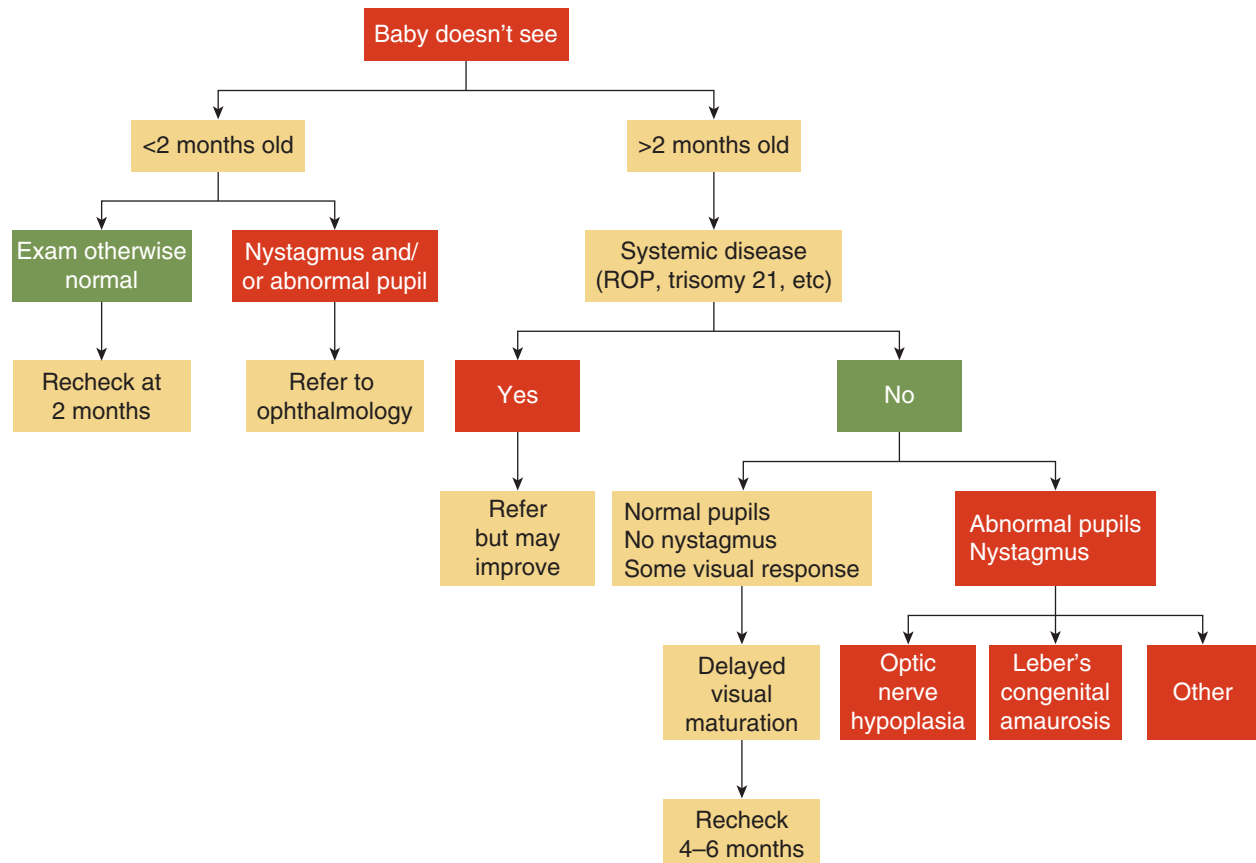 Baby doesn't see
<2 months old
>2 months old
Exam otherwise
normal
Nystagmus and/
or abnormal pupil
Systemic disease
(ROP, trisomy 21, etc)
Recheck at
2 months
Refer to
ophthalmology
Yes
No
Refer
but may
improve
Normal pupils
No nystagmus
Some visual response
Abnormal pupils
Nystagmus
Delayed
visual
maturation
Optic
nerve
hypoplasia
Leber's
congenital
amaurosis
Other
Recheck
4–6 months